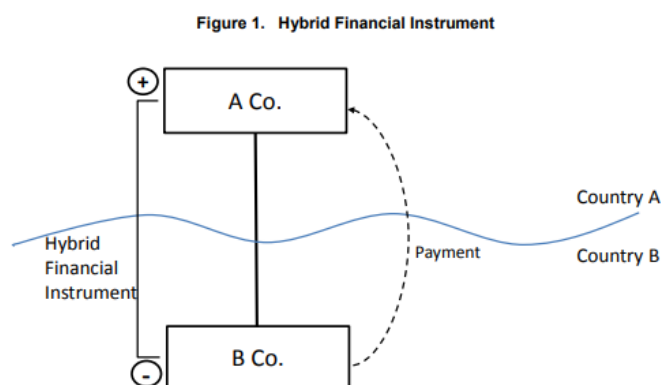 Figure 1. Hybrid Financial Instrument
+
A Co.
Country A
Hybrid
Financial
Instrument
Payment
Country B
B Co.
-